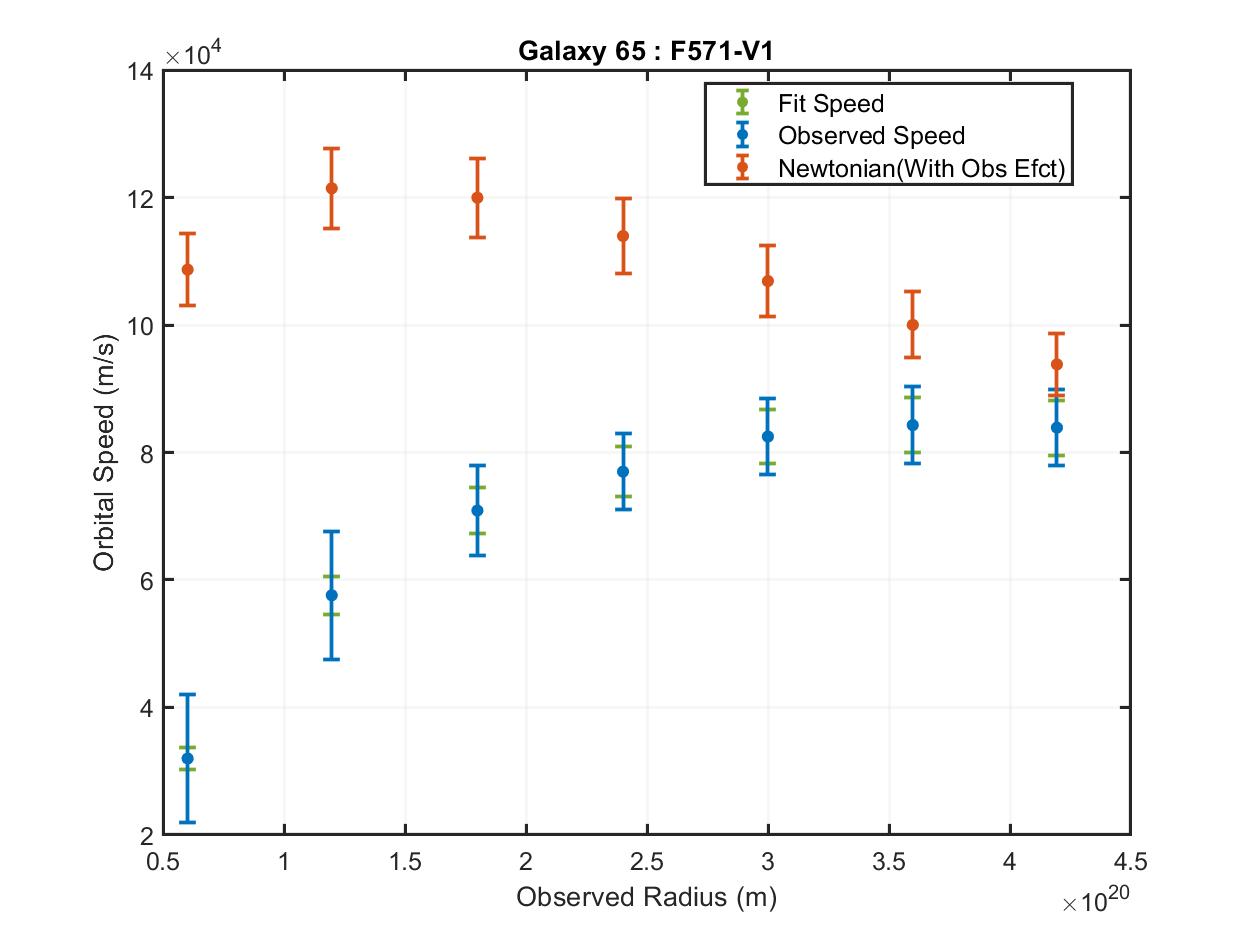 Galaxy 65 : F571-V1
×10^4
14
12
10
8
6
4
2
Orbital Speed (m/s)
Fit Speed
Observed Speed
Newtonian(With Obs Efct)
0.5 1 1.5 2 2.5 3 3.5 4 4.5
Observed Radius (m)
×10^20